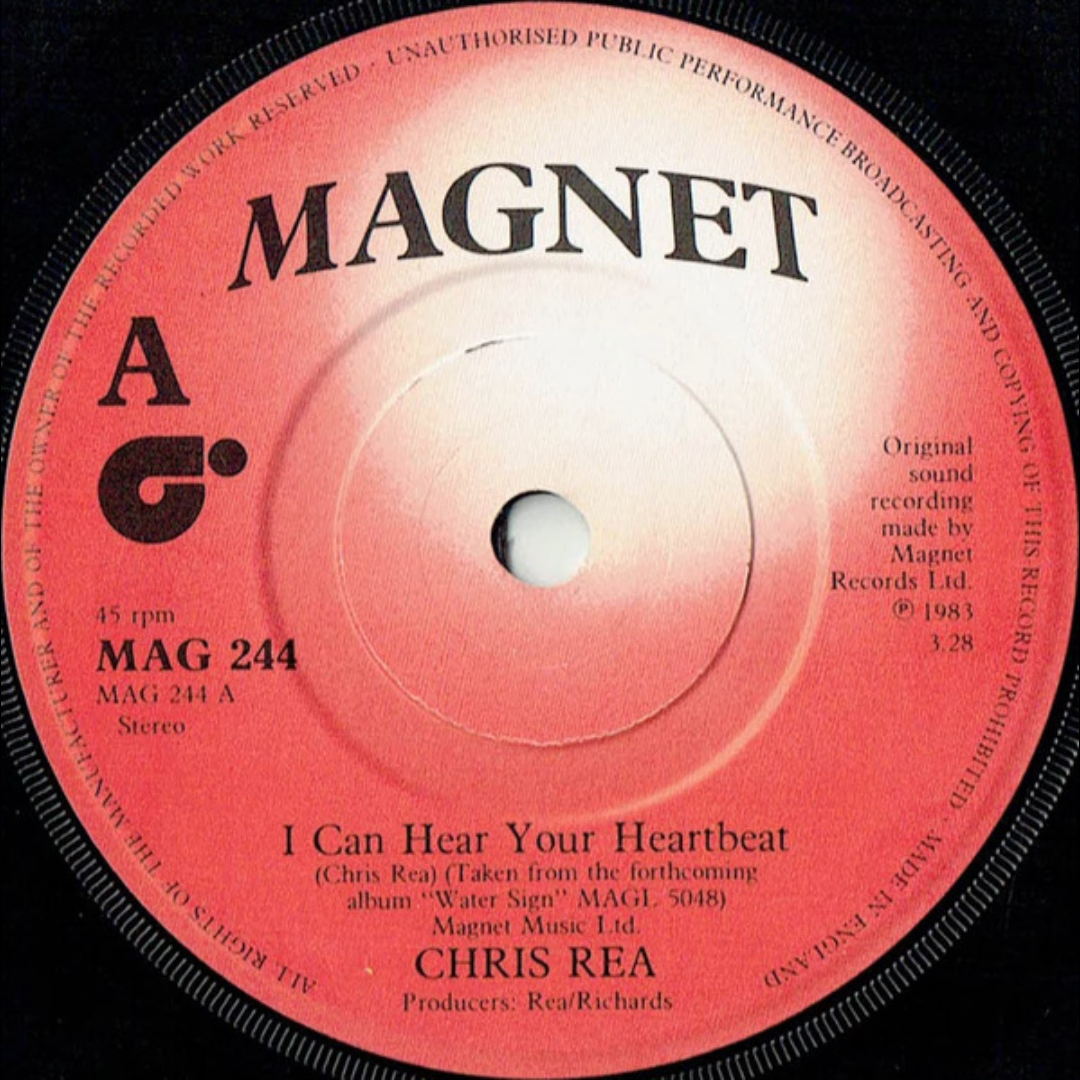 ALL RIGHTS OF THE MANUFACTURER AND OF THE OWNER OF THE RECORDED WORK RESERVED · UNAUTHORISED PUBLIC PERFORMANCE BROADCASTING AND COPYING OF THIS RECORD PROHIBITED · MADE IN ENGLAND
MAGNET
A
45 rpm
MAG 244
MAG 244 A
Stereo
Original
sound
recording
made by
Magnet
Records Ltd.
℗ 1983
3.28
I Can Hear Your Heartbeat
(Chris Rea) (Taken from the forthcoming
album “Water Sign” MAGL 5048)
Magnet Music Ltd.
CHRIS REA
Producers: Rea/Richards